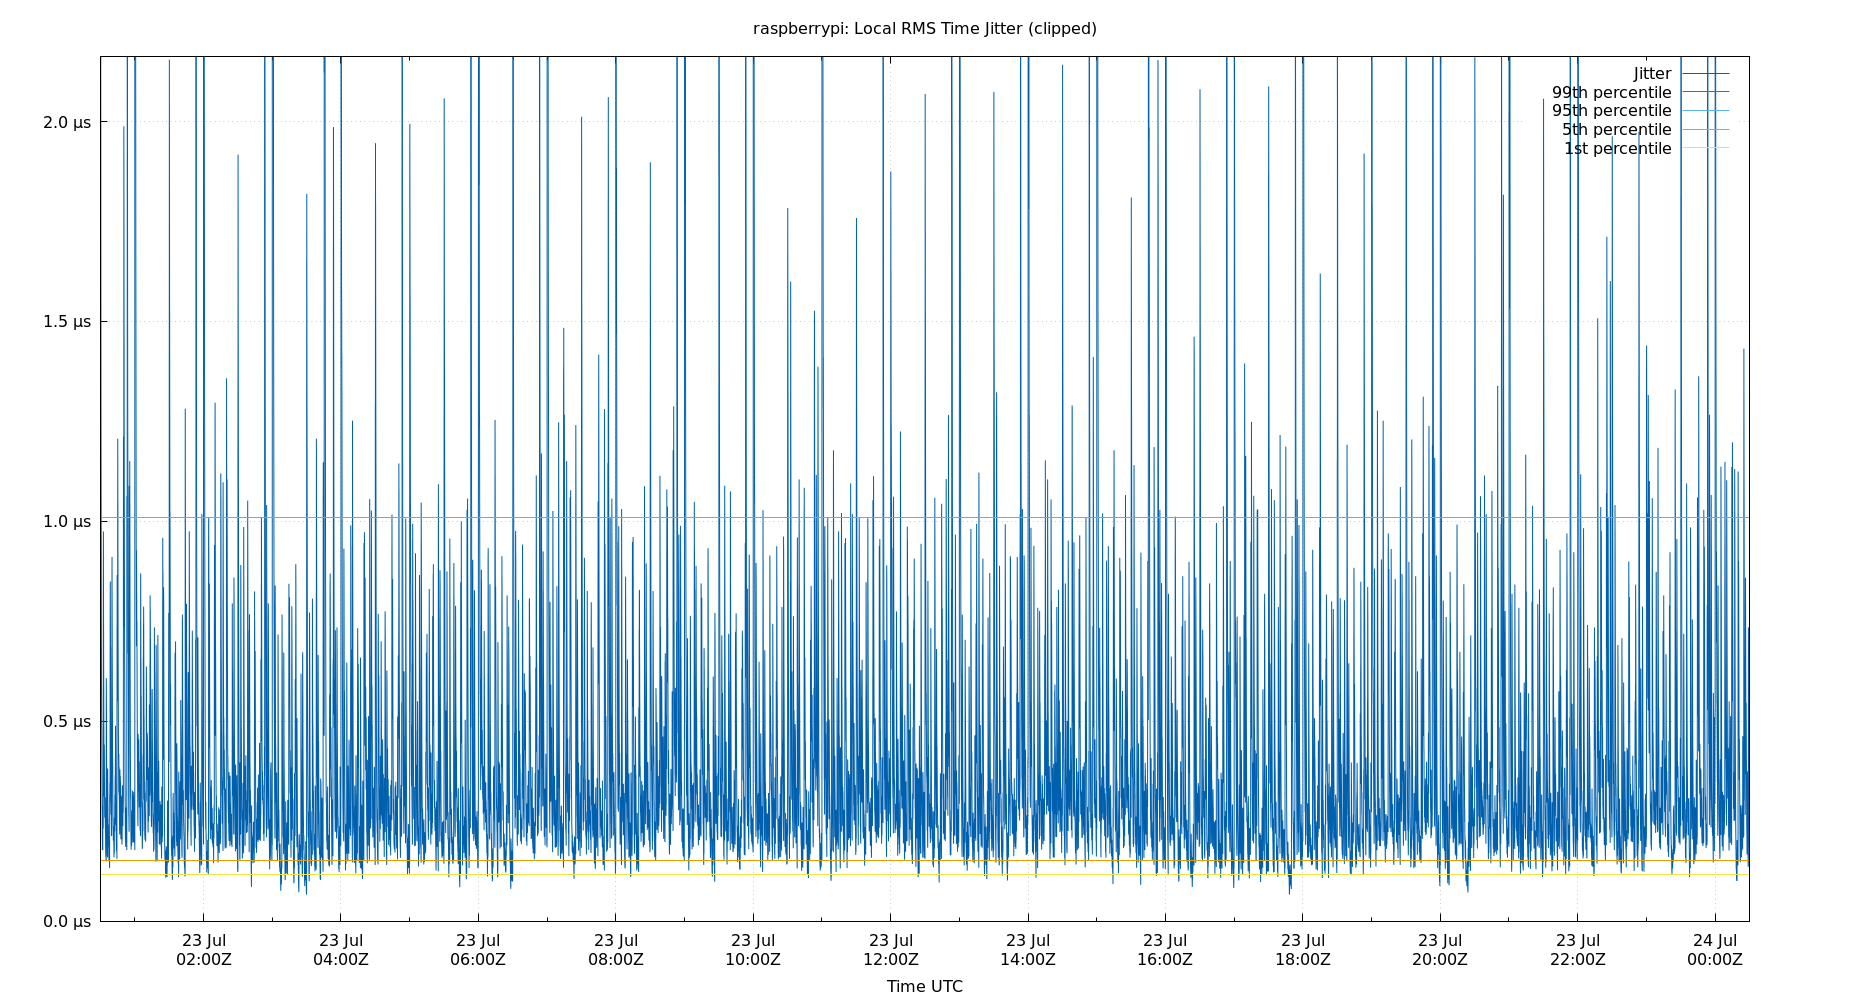 raspberrypi: Local RMS Time Jitter (clipped)
Jitter
99th percentile
95th percentile
5th percentile
1st percentile
2.0 µs
1.5 µs
1.0 µs
0.5 µs
0.0 µs
23 Jul 23 Jul 23 Jul 23 Jul 23 Jul 23 Jul 23 Jul 23 Jul 23 Jul 23 Jul 23 Jul 24 Jul
02:00Z 04:00Z 06:00Z 08:00Z 10:00Z 12:00Z 14:00Z 16:00Z 18:00Z 20:00Z 22:00Z 00:00Z
Time UTC